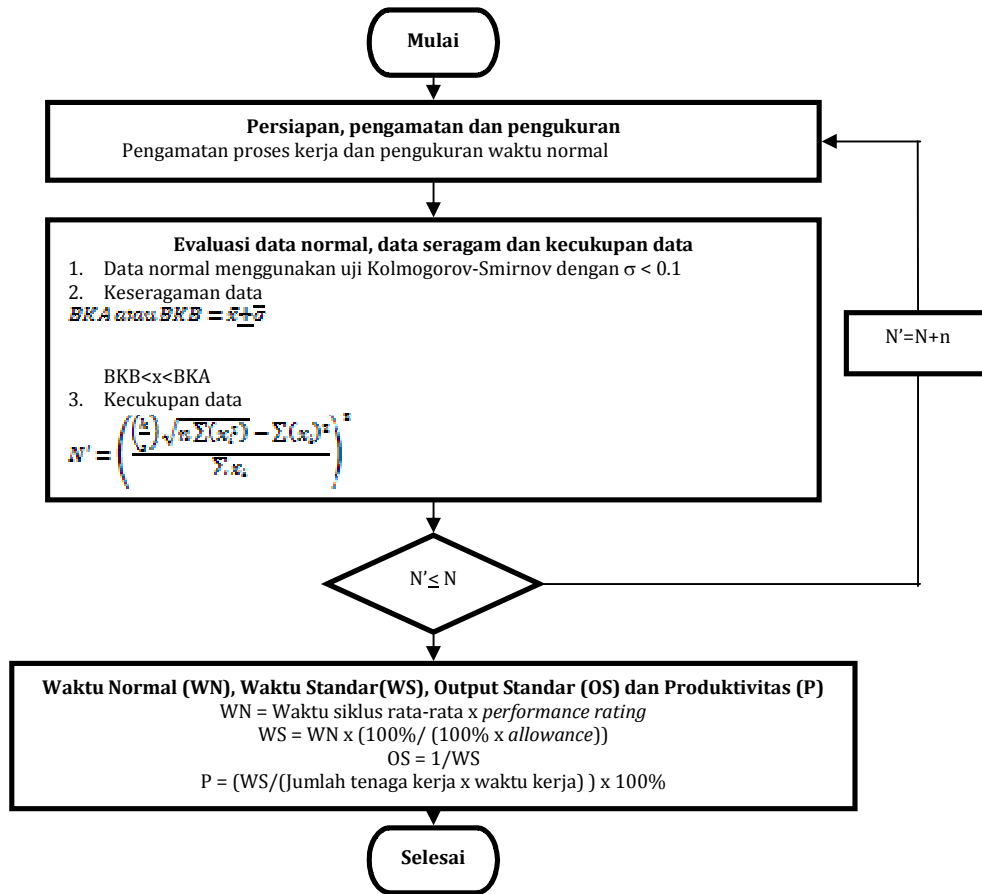 Mulai
Persiapan, pengamatan dan pengukuran
Pengamatan proses kerja dan pengukuran waktu normal
Evaluasi data normal, data seragam dan kecukupan data
1. Data normal menggunakan uji Kolmogorov-Smirnov dengan σ < 0.1
2. Keseragaman data
BKA atau BKB = x̄ ± σ̄
BKB<x<BKA
3. Kecukupan data
N' = (((k/s) √(n Σ(xᵢ²)) − Σ(xᵢ)²) / Σ xᵢ)²
N'=N+n
N'≤ N
Waktu Normal (WN), Waktu Standar(WS), Output Standar (OS) dan Produktivitas (P)
WN = Waktu siklus rata-rata x performance rating
WS = WN x (100%/ (100% x allowance))
OS = 1/WS
P = (WS/(Jumlah tenaga kerja x waktu kerja) ) x 100%
Selesai